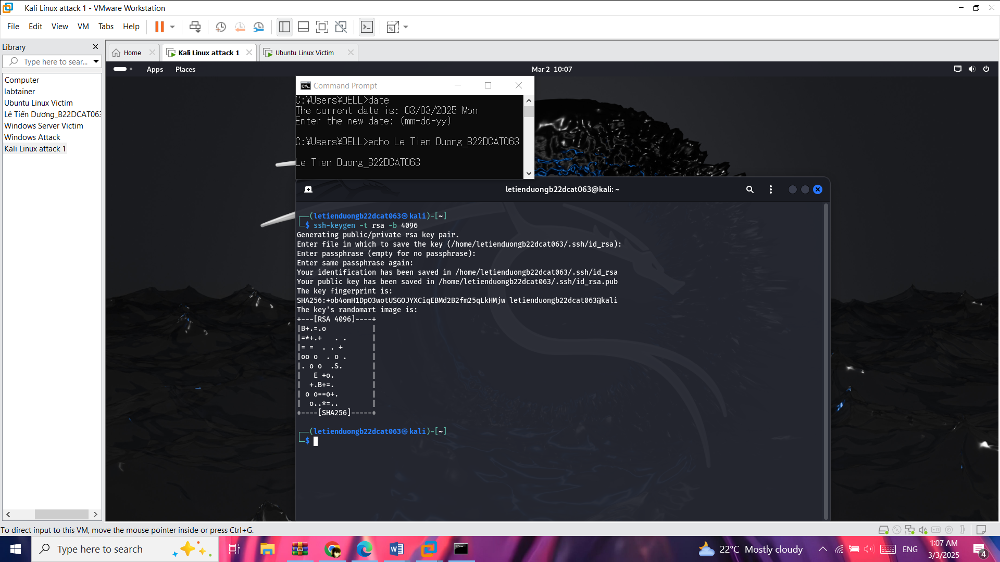 Kali Linux attack 1 - VMware Workstation
File Edit View VM Tabs Help
Library
Type here to sear...
Home
Kali Linux attack 1
Ubuntu Linux Victim
Computer
labtainer
Ubuntu Linux Victim
Lê Tiến Dương_B22DCAT063
Windows Server Victim
Windows Attack
Kali Linux attack 1
Apps Places
Mar 2 10:07
Command Prompt
C:¥Users¥DELL>date
The current date is: 03/03/2025 Mon
Enter the new date: (mm-dd-yy)
C:¥Users¥DELL>echo Le Tien Duong_B22DCAT063
Le Tien Duong_B22DCAT063
letienduongb22dcat063@kali: ~
┌──(letienduongb22dcat063㉿kali)-[~]
└─$ ssh-keygen -t rsa -b 4096
Generating public/private rsa key pair.
Enter file in which to save the key (/home/letienduongb22dcat063/.ssh/id_rsa):
Enter passphrase (empty for no passphrase):
Enter same passphrase again:
Your identification has been saved in /home/letienduongb22dcat063/.ssh/id_rsa
Your public key has been saved in /home/letienduongb22dcat063/.ssh/id_rsa.pub
The key fingerprint is:
SHA256:+ob4omH1DpO3wotUSGOJYXCiqEBMd2B2fm25qLkHMjw letienduongb22dcat063@kali
The key's randomart image is:
+---[RSA 4096]----+
|B+.=.o           |
|=*+.+   . .      |
|= =  . . +       |
|oo o  . o .      |
|. o o  .S.       |
|   E +o.         |
|  +.B+=.         |
| o o==o+.        |
|  o..*=..        |
+----[SHA256]-----+
┌──(letienduongb22dcat063㉿kali)-[~]
└─$
To direct input to this VM, move the mouse pointer inside or press Ctrl+G.
Type here to search
22°C Mostly cloudy
ENG
1:07 AM
3/3/2025
4